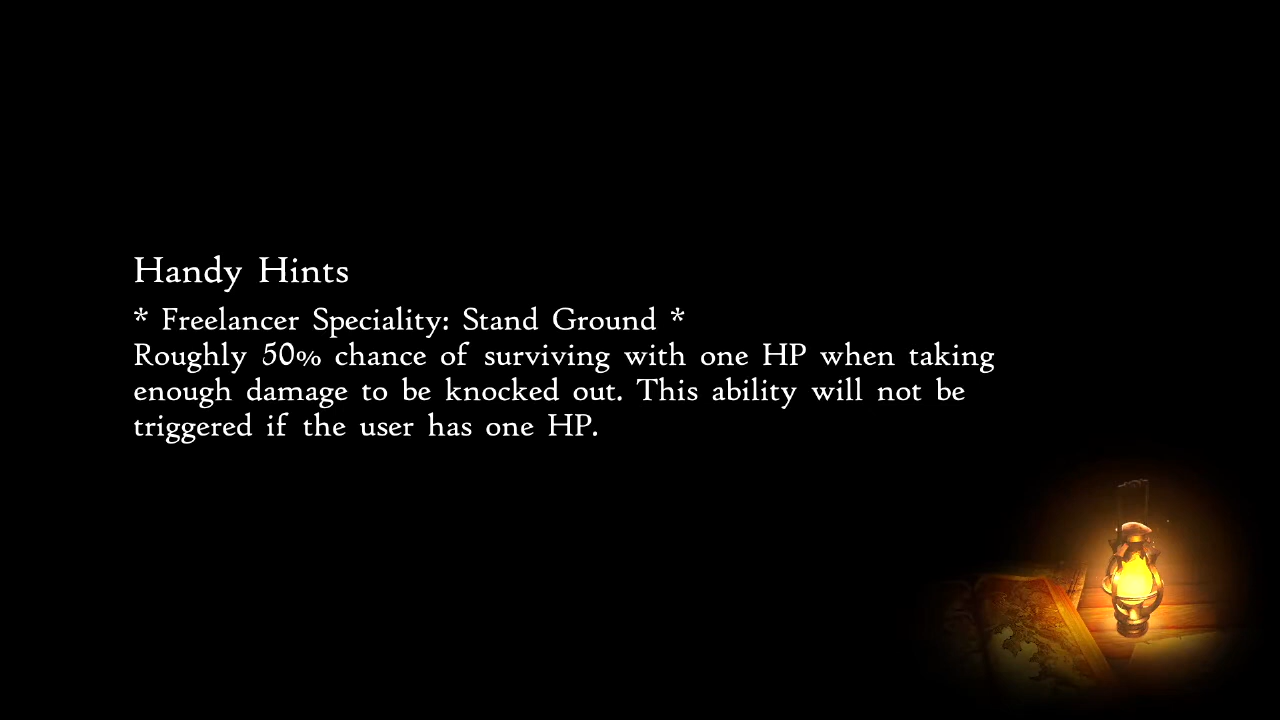 Handy Hints
* Freelancer Speciality: Stand Ground *
Roughly 50% chance of surviving with one HP when taking
enough damage to be knocked out. This ability will not be
triggered if the user has one HP.